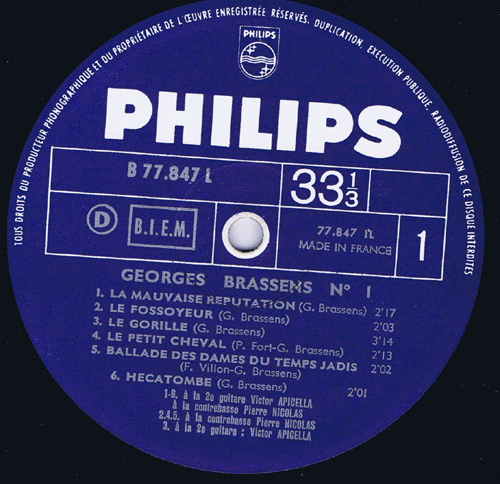 TOUS DROITS DU PRODUCTEUR PHONOGRAPHIQUE ET DU PROPRIÉTAIRE DE L'ŒUVRE ENREGISTRÉE RÉSERVÉS. DUPLICATION, EXÉCUTION PUBLIQUE, RADIODIFFUSION DE CE DISQUE INTERDITES
PHILIPS
PHILIPS
B 77.847 L
33 1/3
D
B.I.E.M.
77.847 1L
MADE IN FRANCE
1
GEORGES BRASSENS N° 1
1. LA MAUVAISE REPUTATION (G. Brassens) 2'17
2. LE FOSSOYEUR (G. Brassens) 2'03
3. LE GORILLE (G. Brassens) 3'14
4. LE PETIT CHEVAL (P. Fort-G. Brassens) 2'13
5. BALLADE DES DAMES DU TEMPS JADIS 2'02
(F. Villon-G. Brassens)
6. HECATOMBE (G. Brassens) 2'01
1-6. à la 2e guitare Victor APICELLA
à la contrebasse Pierre NICOLAS
2.4.5. à la contrebasse Pierre NICOLAS
3. à la 2e guitare : Victor APICELLA